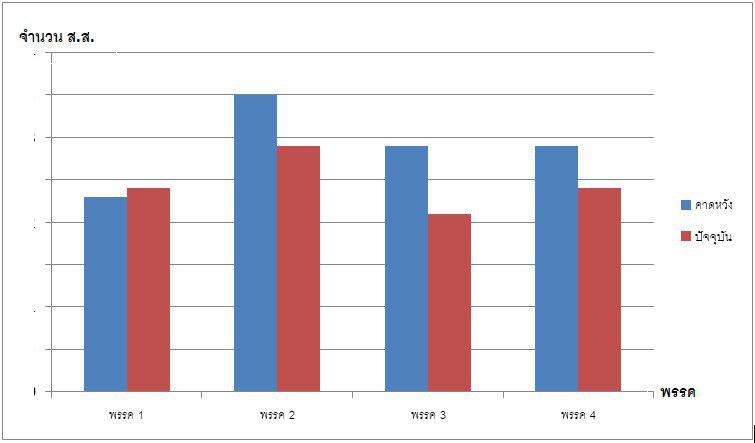 จำนวน ส.ส.
คาดหวัง
ปัจจุบัน
พรรค
พรรค 1
พรรค 2
พรรค 3
พรรค 4